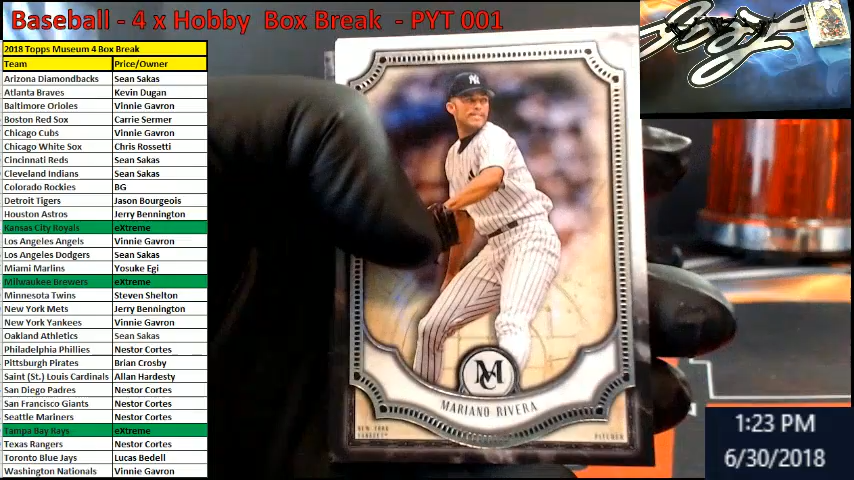 Baseball - 4 x Hobby Box Break - PYT 001
2018 Topps Museum 4 Box Break
Team Price/Owner
Arizona Diamondbacks Sean Sakas
Atlanta Braves Kevin Dugan
Baltimore Orioles Vinnie Gavron
Boston Red Sox Carrie Sermer
Chicago Cubs Vinnie Gavron
Chicago White Sox Chris Rossetti
Cincinnati Reds Sean Sakas
Cleveland Indians Sean Sakas
Colorado Rockies BG
Detroit Tigers Jason Bourgeois
Houston Astros Jerry Bennington
Kansas City Royals eXtreme
Los Angeles Angels Vinnie Gavron
Los Angeles Dodgers Sean Sakas
Miami Marlins Yosuke Egi
Milwaukee Brewers eXtreme
Minnesota Twins Steven Shelton
New York Mets Jerry Bennington
New York Yankees Vinnie Gavron
Oakland Athletics Sean Sakas
Philadelphia Phillies Nestor Cortes
Pittsburgh Pirates Brian Crosby
Saint (St.) Louis Cardinals Allan Hardesty
San Diego Padres Nestor Cortes
San Francisco Giants Nestor Cortes
Seattle Mariners Nestor Cortes
Tampa Bay Rays eXtreme
Texas Rangers Nestor Cortes
Toronto Blue Jays Lucas Bedell
Washington Nationals Vinnie Gavron
MC
MARIANO RIVERA
NEW YORK
YANKEES
PITCHER
1:23 PM
6/30/2018